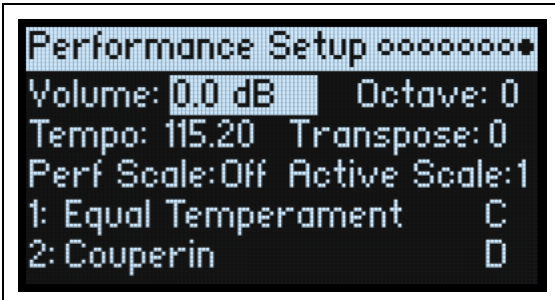 Performance Setup
Volume: 0.0 dB Octave: 0
Tempo: 115.20 Transpose: 0
Perf Scale:Off Active Scale:1
1: Equal Temperament C
2: Couperin D